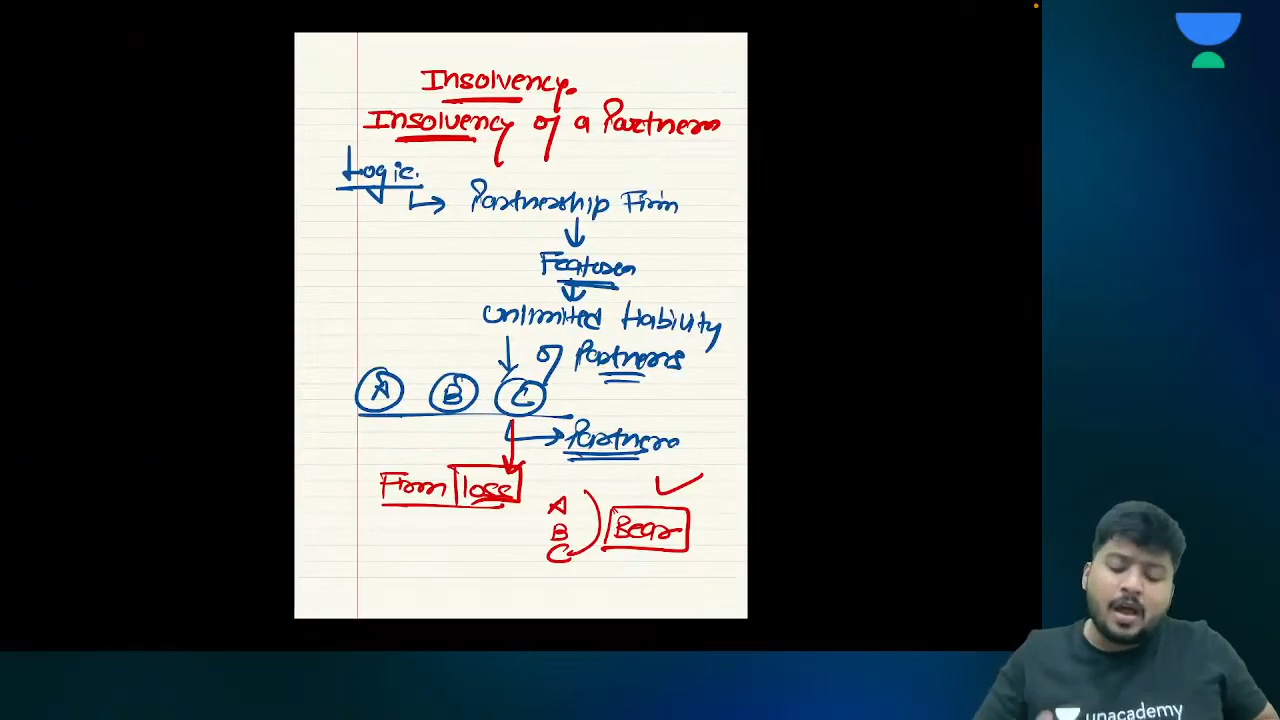 Insolvency.
Insolvency of a Partners
Logic.
Partnership Firm
Features
Unlimited liability
of Partners
A B C
Partners
Firm loss
A
B
C
Bear
unacademy